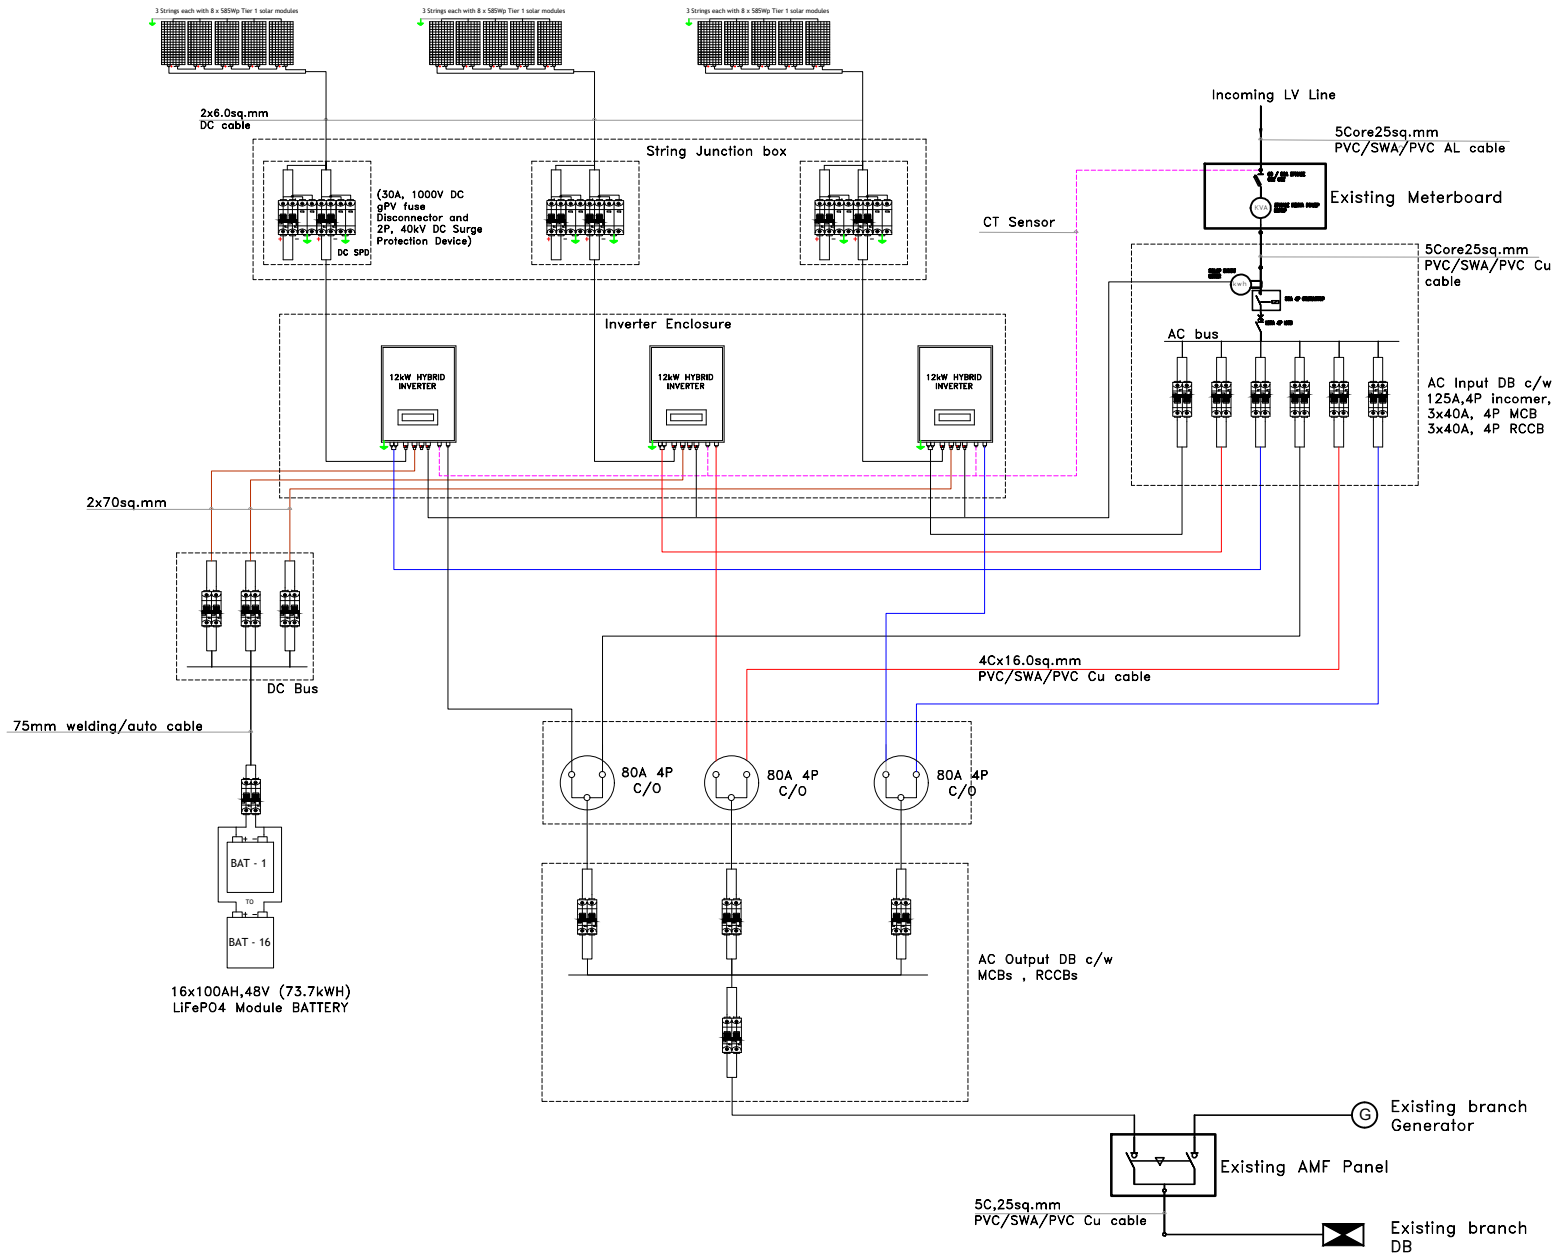 3 Strings each with 8 x 585Wp Tier 1 solar modules
3 Strings each with 8 x 585Wp Tier 1 solar modules
3 Strings each with 8 x 585Wp Tier 1 solar modules
Incoming LV Line
2x6.0sq.mm
DC cable
5Core25sq.mm
PVC/SWA/PVC AL cable
String Junction box
Existing Meterboard
KVA
(30A, 1000V DC
gPV fuse
Disconnector and
2P, 40kV DC Surge
Protection Device)
DC SPD
CT Sensor
5Core25sq.mm
PVC/SWA/PVC Cu
cable
kwh
Inverter Enclosure
AC bus
12kW HYBRID
INVERTER
12kW HYBRID
INVERTER
12kW HYBRID
INVERTER
AC Input DB c/w
125A,4P incomer,
3x40A, 4P MCB
3x40A, 4P RCCB
2x70sq.mm
DC Bus
4Cx16.0sq.mm
PVC/SWA/PVC Cu cable
75mm welding/auto cable
80A 4P
C/O
80A 4P
C/O
80A 4P
C/O
BAT - 1
TO
BAT - 16
16x100AH,48V (73.7kWH)
LiFePO4 Module BATTERY
AC Output DB c/w
MCBs , RCCBs
G
Existing branch
Generator
Existing AMF Panel
5C,25sq.mm
PVC/SWA/PVC Cu cable
Existing branch
DB